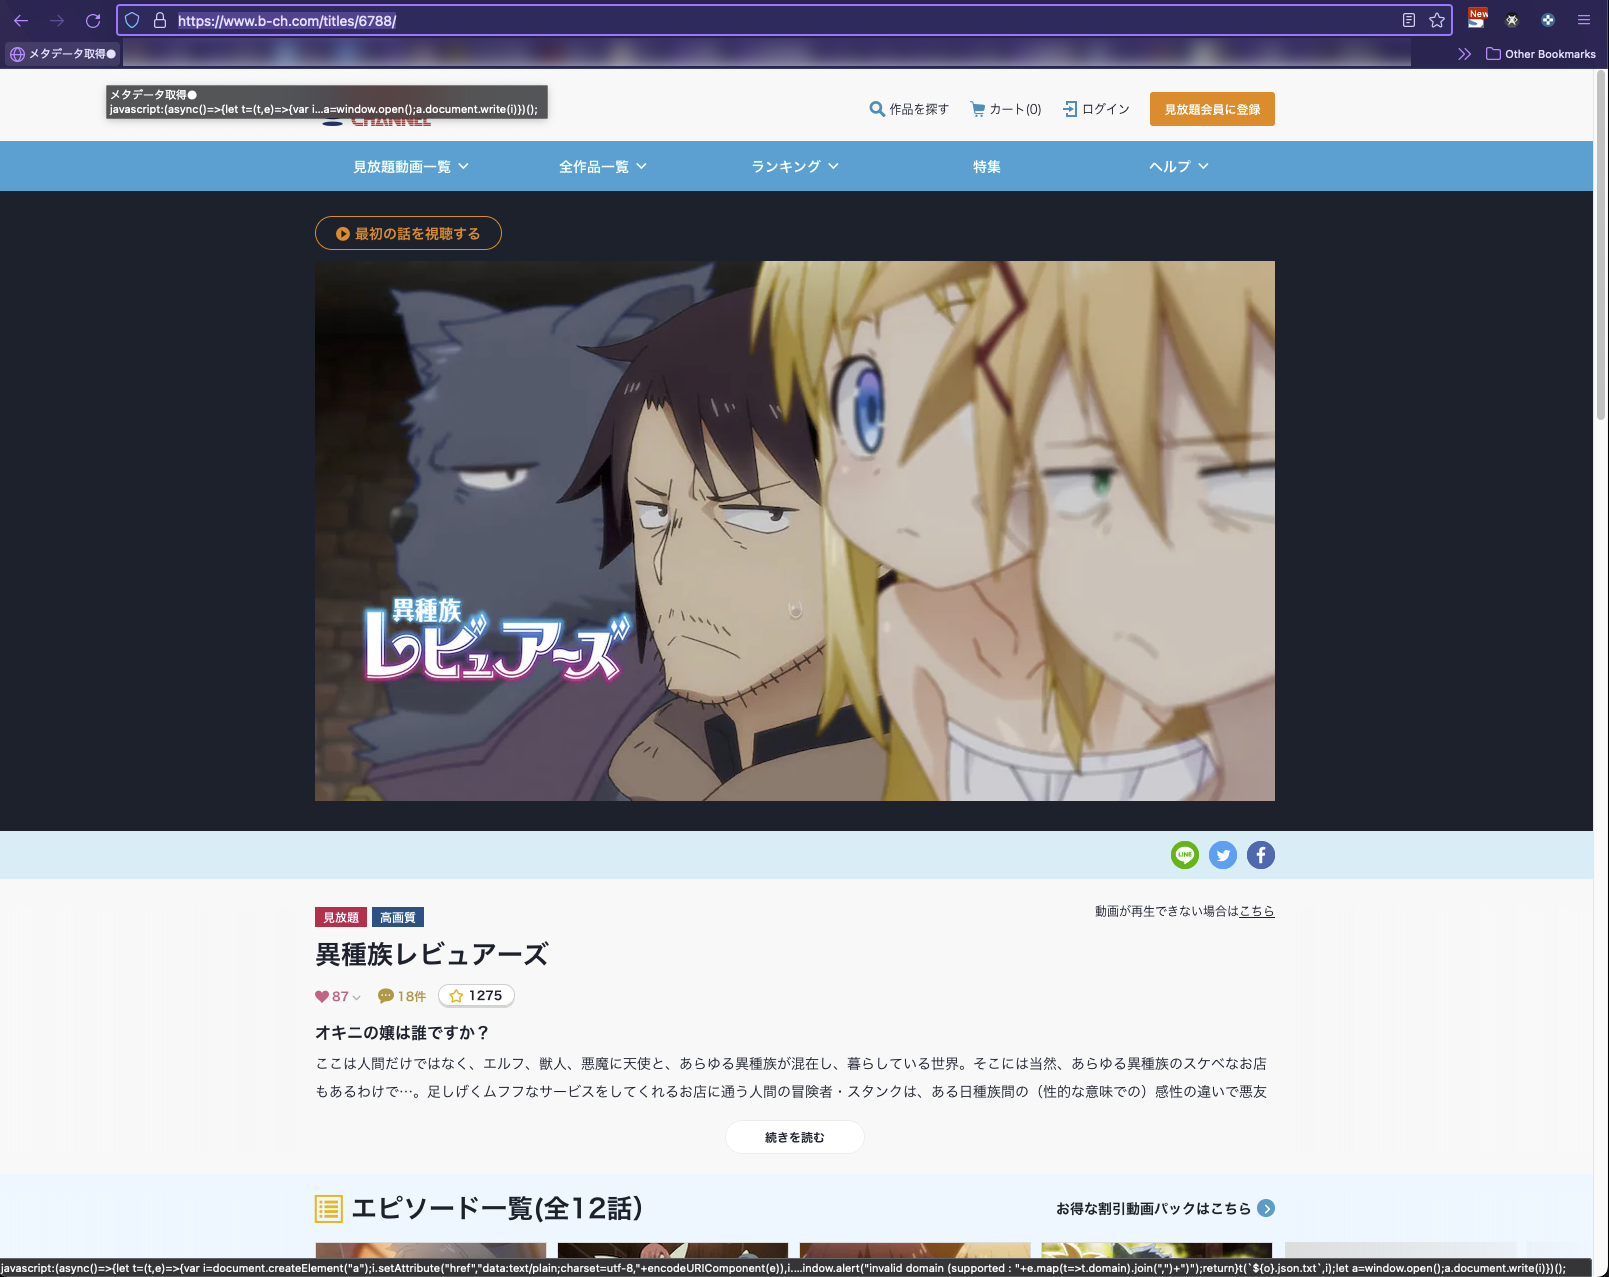 https://www.b-ch.com/titles/6788/
New
メタデータ取得●
Other Bookmarks
メタデータ取得●
javascript:(async()=>{let t=(t,e)=>{var i...a=window.open();a.document.write(i)})();
CHANNEL
作品を探す
カート(0)
ログイン
見放題会員に登録
見放題動画一覧
全作品一覧
ランキング
特集
ヘルプ
最初の話を視聴する
異種族
レビュアーズ
LINE
見放題
高画質
動画が再生できない場合はこちら
異種族レビュアーズ
87
18件
1275
オキニの嬢は誰ですか？
ここは人間だけではなく、エルフ、獣人、悪魔に天使と、あらゆる異種族が混在し、暮らしている世界。そこには当然、あらゆる異種族のスケベなお店
もあるわけで…。足しげくムフフなサービスをしてくれるお店に通う人間の冒険者・スタンクは、ある日種族間の（性的な意味での）感性の違いで悪友
続きを読む
エピソード一覧(全12話)
お得な割引動画パックはこちら
javascript:(async()=>{let t=(t,e)=>{var i=document.createElement("a");i.setAttribute("href","data:text/plain;charset=utf-8,"+encodeURIComponent(e)),i....indow.alert("invalid domain (supported : "+e.map(t=>t.domain).join(",")+")");return}t(`${o}.json.txt`,i);let a=window.open();a.document.write(i)})();